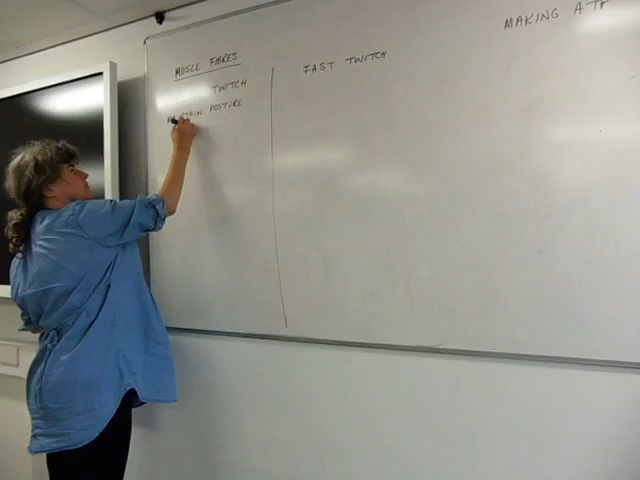 MUSCLE FIBRES
TWITCH
MAINTAIN POSTURE
FAST TWITCH
MAKING ATP